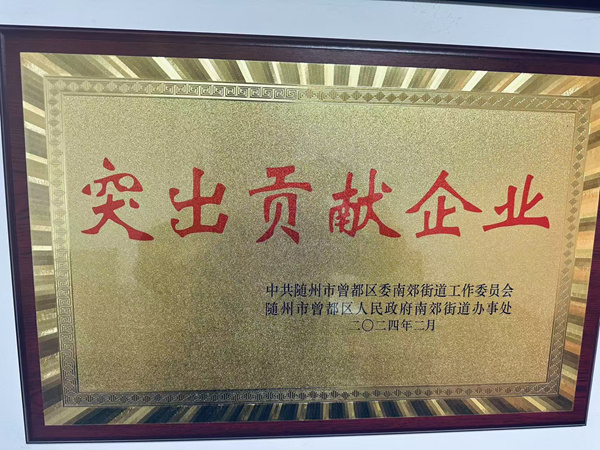 突出贡献企业
中共随州市曾都区委南郊街道工作委员会
随州市曾都区人民政府南郊街道办事处
二〇二四年二月